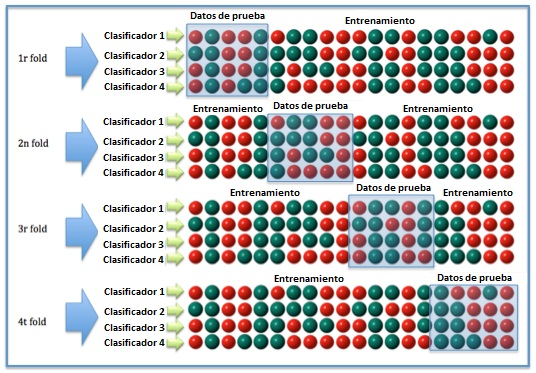 Datos de prueba
Entrenamiento
1r fold
Clasificador 1
Clasificador 2
Clasificador 3
Clasificador 4
Entrenamiento Datos de prueba Entrenamiento
2n fold
Clasificador 1
Clasificador 2
Clasificador 3
Clasificador 4
Entrenamiento Datos de prueba Entrenamiento
3r fold
Clasificador 1
Clasificador 2
Clasificador 3
Clasificador 4
Entrenamiento Datos de prueba
4t fold
Clasificador 1
Clasificador 2
Clasificador 3
Clasificador 4